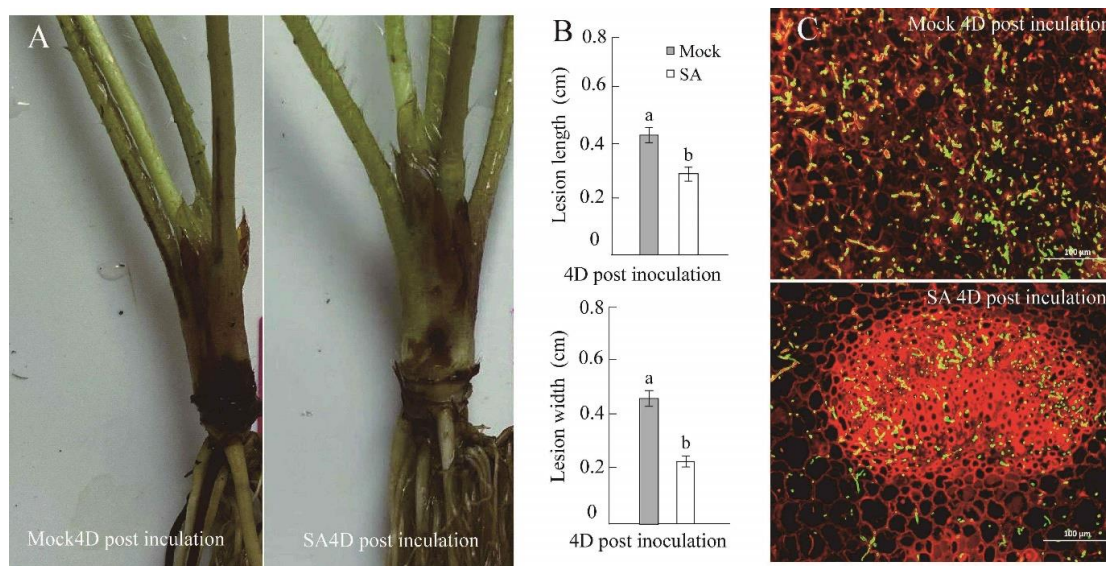 A
Mock4D post inculation
SA4D post inculation
B
0.8
0.6
0.4
0.2
0
Lesion length (cm)
Mock
SA
a
b
4D post inoculation
0.8
0.6
0.4
0.2
0
Lesion width (cm)
a
b
4D post inoculation
C
Mock 4D post inculation
100 µm
SA 4D post inculation
100 µm